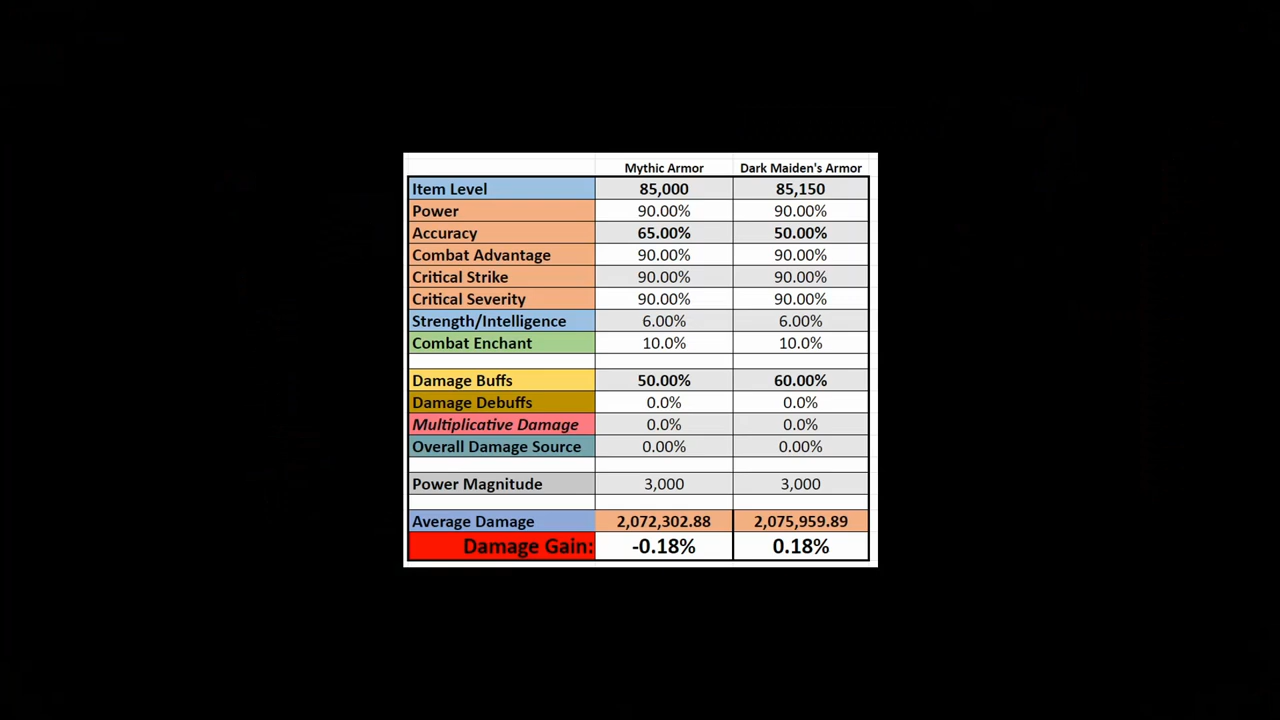 Mythic Armor Dark Maiden's Armor
Item Level 85,000 85,150
Power 90.00% 90.00%
Accuracy 65.00% 50.00%
Combat Advantage 90.00% 90.00%
Critical Strike 90.00% 90.00%
Critical Severity 90.00% 90.00%
Strength/Intelligence 6.00% 6.00%
Combat Enchant 10.0% 10.0%
Damage Buffs 50.00% 60.00%
Damage Debuffs 0.0% 0.0%
Multiplicative Damage 0.0% 0.0%
Overall Damage Source 0.00% 0.00%
Power Magnitude 3,000 3,000
Average Damage 2,072,302.88 2,075,959.89
Damage Gain: -0.18% 0.18%